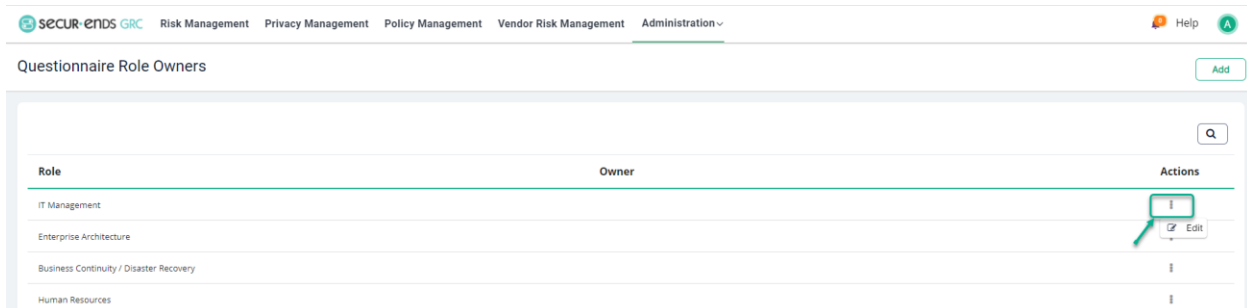 SECUR-ENDS GRC Risk Management Privacy Management Policy Management Vendor Risk Management Administration Help A
Questionnaire Role Owners Add
Role Owner Actions
IT Management
Edit
Enterprise Architecture
Business Continuity / Disaster Recovery
Human Resources